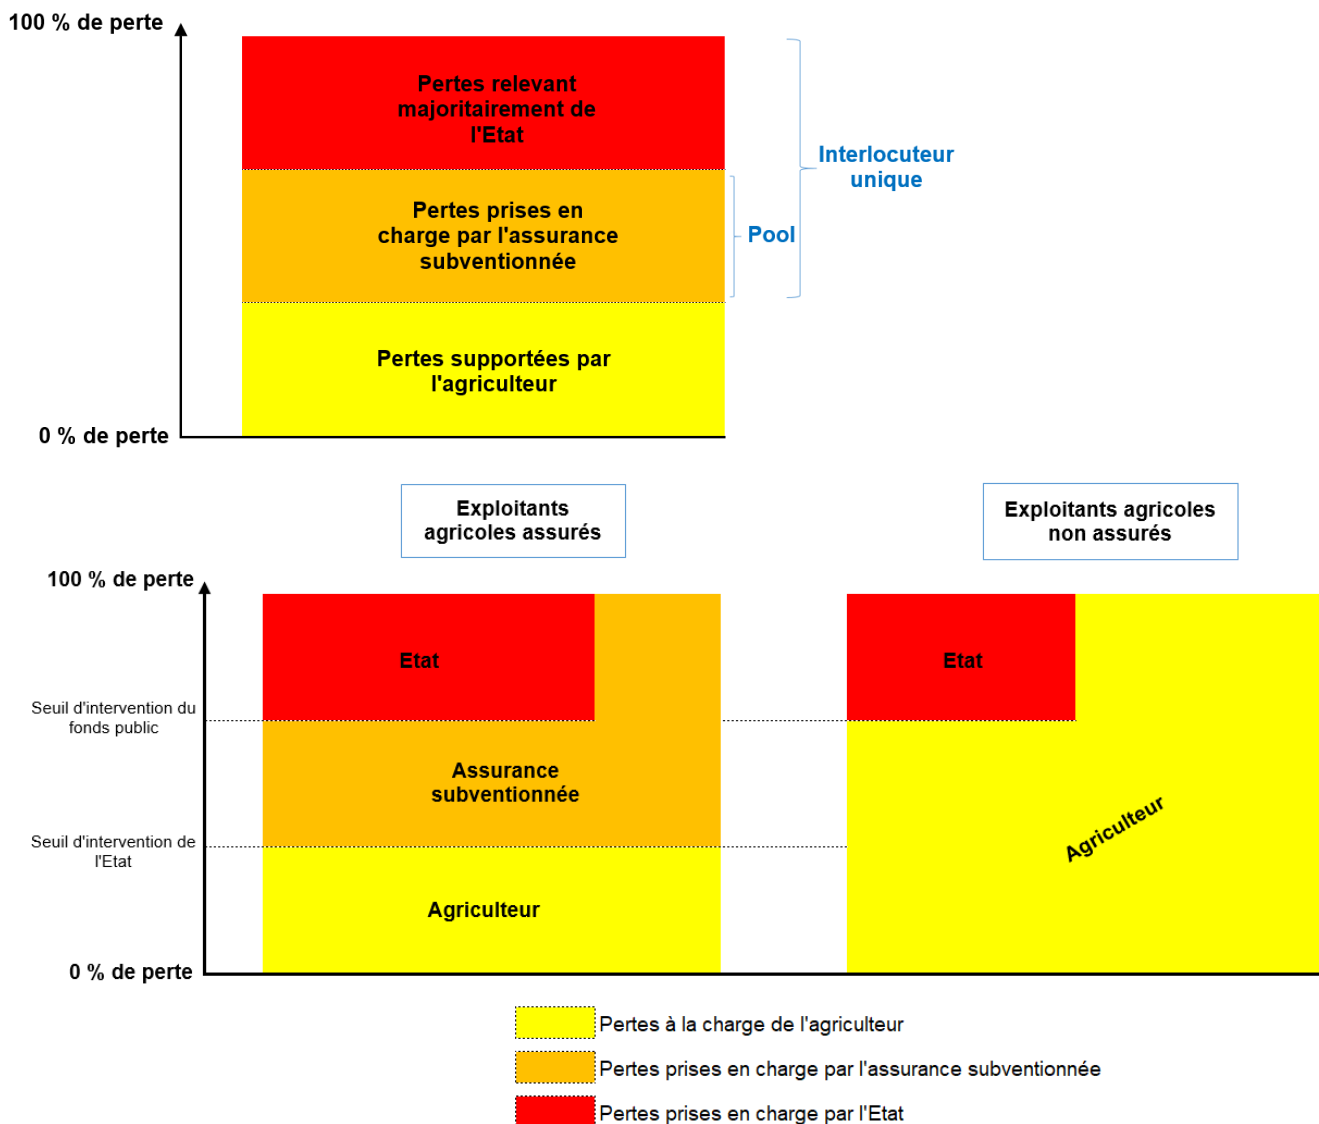 100 % de perte
Pertes relevant
majoritairement de
l'Etat
Interlocuteur
unique
Pertes prises en
charge par l'assurance
subventionnée
Pool
Pertes supportées par
l'agriculteur
0 % de perte
Exploitants
agricoles assurés
Exploitants agricoles
non assurés
100 % de perte
Etat
Etat
Seuil d'intervention du
fonds public
Assurance
subventionnée
Agriculteur
Seuil d'intervention de
l'Etat
Agriculteur
0 % de perte
Pertes à la charge de l'agriculteur
Pertes prises en charge par l'assurance subventionnée
Pertes prises en charge par l'Etat